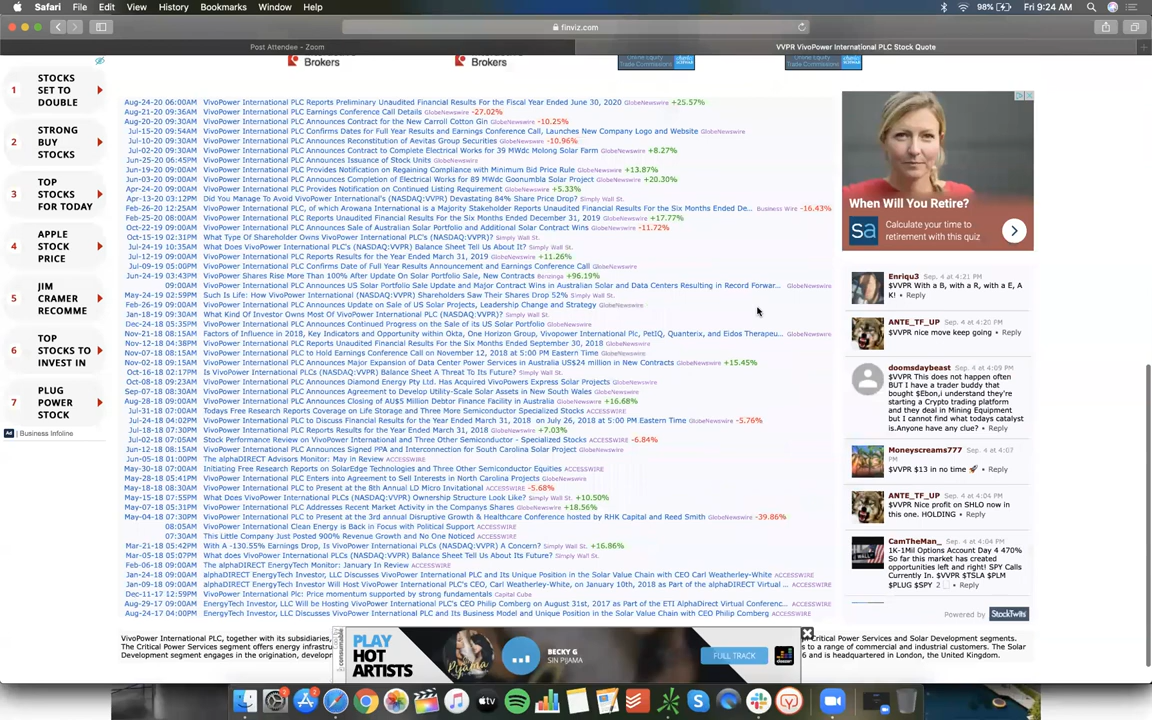 Safari File Edit View History Bookmarks Window Help 98% Fri 9:24 AM
finviz.com
Post Attendee - Zoom VVPR VivoPower International PLC Stock Quote
Brokers Brokers Trade Commissions Trade Commissions
1 STOCKS SET TO DOUBLE
2 STRONG BUY STOCKS
3 TOP STOCKS FOR TODAY
4 APPLE STOCK PRICE
5 JIM CRAMER RECOMME
6 TOP STOCKS TO INVEST IN
7 PLUG POWER STOCK
Ad | Business Infoline
Aug-24-20 06:00AM VivoPower International PLC Reports Preliminary Unaudited Financial Results For the Fiscal Year Ended June 30, 2020 GlobeNewswire +25.57%
Aug-21-20 09:36AM VivoPower International PLC Earnings Conference Call Details GlobeNewswire -27.02%
Aug-20-20 09:30AM VivoPower International PLC Announces Contract for the New Carroll Cotton Gin GlobeNewswire -10.25%
Jul-15-20 09:54AM VivoPower International PLC Confirms Dates for Full Year Results and Earnings Conference Call, Launches New Company Logo and Website GlobeNewswire
Jul-10-20 09:30AM VivoPower International PLC Announces Reconstitution of Aevitas Group Securities GlobeNewswire -10.96%
Jul-02-20 09:30AM VivoPower International PLC Announces Contract to Complete Electrical Works for 39 MWdc Molong Solar Farm GlobeNewswire +8.27%
Jun-25-20 06:45PM VivoPower International PLC Announces Issuance of Stock Units GlobeNewswire
Jun-19-20 09:00AM VivoPower International PLC Provides Notification on Regaining Compliance with Minimum Bid Price Rule GlobeNewswire +13.87%
Jun-03-20 09:00AM VivoPower International PLC Announces Completion of Electrical Works for 89 MWdc Goonumbla Solar Project GlobeNewswire +20.30%
Apr-24-20 09:00AM VivoPower International PLC Provides Notification on Continued Listing Requirement GlobeNewswire +5.33%
Apr-13-20 03:12PM Did You Manage To Avoid VivoPower International's (NASDAQ:VVPR) Devastating 84% Share Price Drop? Simply Wall St.
Feb-26-20 12:25AM VivoPower International PLC, of which Arowana International is a Majority Stakeholder Reports Unaudited Financial Results For the Six Months Ended De... Business Wire -16.43%
Feb-25-20 08:00AM VivoPower International PLC Reports Unaudited Financial Results For the Six Months Ended December 31, 2019 GlobeNewswire +17.77%
Oct-22-19 09:00AM VivoPower International PLC Announces Sale of Australian Solar Portfolio and Additional Solar Contract Wins GlobeNewswire -11.72%
Oct-15-19 02:31PM What Type Of Shareholder Owns VivoPower International PLC's (NASDAQ:VVPR)? Simply Wall St.
Jul-24-19 10:35AM What Does VivoPower International PLC's (NASDAQ:VVPR) Balance Sheet Tell Us About It? Simply Wall St.
Jul-12-19 09:00AM VivoPower International PLC Reports Results for the Year Ended March 31, 2019 GlobeNewswire +11.26%
Jul-09-19 05:00PM VivoPower International PLC Confirms Date of Full Year Results Announcement and Earnings Conference Call GlobeNewswire
Jun-24-19 03:43PM VivoPower Shares Rise More Than 100% After Update On Solar Portfolio Sale, New Contracts Benzinga +96.19%
09:00AM VivoPower International PLC Announces US Solar Portfolio Sale Update and Major Contract Wins in Australian Solar and Data Centers Resulting in Record Forwar... GlobeNewswire
May-24-19 03:59PM Such Is Life: How VivoPower International (NASDAQ:VVPR) Shareholders Saw Their Shares Drop 52% Simply Wall St.
Feb-26-19 09:00AM VivoPower International PLC Announces Update on Sale of US Solar Projects, Leadership Change and Strategy GlobeNewswire
Jan-18-19 09:30AM What Kind Of Investor Owns Most Of VivoPower International PLC (NASDAQ:VVPR)? Simply Wall St.
Dec-24-18 05:35PM VivoPower International PLC Announces Continued Progress on the Sale of its US Solar Portfolio GlobeNewswire
Nov-21-18 08:15AM Factors of Influence in 2018, Key Indicators and Opportunity within Okta, One Horizon Group, Vivopower International Plc, PetIQ, Quanterix, and Eidos Therapeu... GlobeNewswire
Nov-12-18 04:38PM VivoPower International PLC Reports Unaudited Financial Results for the Six Months Ended September 30, 2018 GlobeNewswire
Nov-07-18 08:15AM VivoPower International PLC to Hold Earnings Conference Call on November 12, 2018 at 5:00 PM Eastern Time GlobeNewswire
Nov-02-18 09:15AM VivoPower International PLC Announces Major Expansion of Data Center Power Services in Australia US$24 million in New Contracts GlobeNewswire +15.45%
Oct-16-18 02:17PM Is VivoPower International PLCs (NASDAQ:VVPR) Balance Sheet A Threat To Its Future? Simply Wall St.
Oct-08-18 09:23AM VivoPower International PLC Announces Diamond Energy Pty Ltd. Has Acquired VivoPowers Express Solar Projects GlobeNewswire
Sep-07-18 08:30AM VivoPower International PLC Announces Agreement to Develop Utility-Scale Solar Assets in New South Wales GlobeNewswire
Aug-28-18 09:00AM VivoPower International PLC Announces Closing of AU$5 Million Debtor Finance Facility in Australia GlobeNewswire +16.68%
Jul-31-18 07:00AM Todays Free Research Reports Coverage on Life Storage and Three More Semiconductor Specialized Stocks ACCESSWIRE
Jul-24-18 04:02PM VivoPower International PLC to Discuss Financial Results for the Year Ended March 31, 2018 on July 26, 2018 at 5:00 PM Eastern Time GlobeNewswire -5.76%
Jul-18-18 07:30PM VivoPower International PLC Reports Results for the Year Ended March 31, 2018 GlobeNewswire +7.03%
Jul-02-18 07:05AM Stock Performance Review on VivoPower International and Three Other Semiconductor - Specialized Stocks ACCESSWIRE -6.84%
Jun-12-18 08:15AM VivoPower International PLC Announces Signed PPA and Interconnection for South Carolina Solar Project GlobeNewswire
Jun-05-18 01:00PM The alphaDIRECT Advisors Monitor: May in Review ACCESSWIRE
May-30-18 07:00AM Initiating Free Research Reports on SolarEdge Technologies and Three Other Semiconductor Equities ACCESSWIRE
May-28-18 05:41PM VivoPower International PLC Enters into Agreement to Sell Interests in North Carolina Projects GlobeNewswire
May-18-18 08:30AM VivoPower International PLC to Present at the 8th Annual LD Micro Invitational ACCESSWIRE -5.68%
May-15-18 07:55PM What Does VivoPower International PLCs (NASDAQ:VVPR) Ownership Structure Look Like? Simply Wall St. +10.50%
May-07-18 05:31PM VivoPower International PLC Addresses Recent Market Activity in the Companys Shares GlobeNewswire +18.56%
May-04-18 07:30PM VivoPower International PLC to Present at the 3rd annual Disruptive Growth & Healthcare Conference hosted by RHK Capital and Reed Smith GlobeNewswire -39.86%
08:05AM VivoPower International Clean Energy is Back in Focus with Political Support ACCESSWIRE
07:30AM This Little Company Just Posted 900% Revenue Growth and No One Noticed ACCESSWIRE
Mar-21-18 05:42PM With A -130.55% Earnings Drop, Is VivoPower International PLCs (NASDAQ:VVPR) A Concern? Simply Wall St. +16.86%
Mar-05-18 05:07PM What does VivoPower International PLCs (NASDAQ:VVPR) Balance Sheet Tell Us About Its Future? Simply Wall St.
Feb-06-18 09:00AM The alphaDIRECT EnergyTech Monitor: January In Review ACCESSWIRE
Jan-24-18 09:00AM alphaDIRECT EnergyTech Investor, LLC Discusses VivoPower International PLC and Its Unique Position in the Solar Value Chain with CEO Carl Weatherley-White ACCESSWIRE
Jan-09-18 09:00AM alphaDIRECT EnergyTech Investor Will Host VivoPower International PLC's CEO, Carl Weatherley-White, on January 10th, 2018 as Part of the alphaDIRECT Virtual ... ACCESSWIRE
Dec-11-17 12:59PM VivoPower International Plc: Price momentum supported by strong fundamentals Capital Cube
Aug-29-17 09:00AM EnergyTech Investor, LLC Will be Hosting VivoPower International PLC's CEO Philip Comberg on August 31st, 2017 as Part of the ETI AlphaDirect Virtual Conferenc... ACCESSWIRE
Aug-24-17 04:00PM EnergyTech Investor, LLC Discusses VivoPower International PLC and Its Business Model and Unique Position in the Solar Value Chain with CEO Philip Comberg ACCESSWIRE
When Will You Retire?
sa Calculate your time to retirement with this quiz
Enriqu3 Sep. 4 at 4:21 PM
$VVPR With a B, with a R, with a E, A
K! • Reply
ANTE_TF_UP Sep. 4 at 4:20 PM
$VVPR nice move keep going • Reply
doomsdaybeast Sep. 4 at 4:09 PM
$VVPR This does not happen often
BUT I have a trader buddy that
bought $Ebon,i understand they're
starting a Crypto trading platform
and they deal in Mining Equipment
but I cannot find what todays catalyst
is.Anyone have any clue? • Reply
Moneyscreams777 Sep. 4 at 4:07
PM
$VVPR $13 in no time 🚀 • Reply
ANTE_TF_UP Sep. 4 at 4:04 PM
$VVPR Nice profit on SHLO now in
this one. HOLDING • Reply
CamTheMan_ Sep. 4 at 4:03 PM
1K-1Mil Options Account Day 4 470%
So far this market has created
opportunities left and right! SPY Calls
Currently In. $VVPR $TSLA $PLM
$PLUG $SPY 2 • Reply
Powered by StockTwits
VivoPower International PLC, together with its subsidiaries, Critical Power Services and Solar Development segments.
The Critical Power Services segment offers energy infrastru to a range of commercial and industrial customers. The Solar
Development segment engages in the origination, develop 6 and is headquartered in London, the United Kingdom.
consumable
PLAY HOT ARTISTS
Pijama
BECKY G
SIN PIJAMA
FULL TRACK
deezer